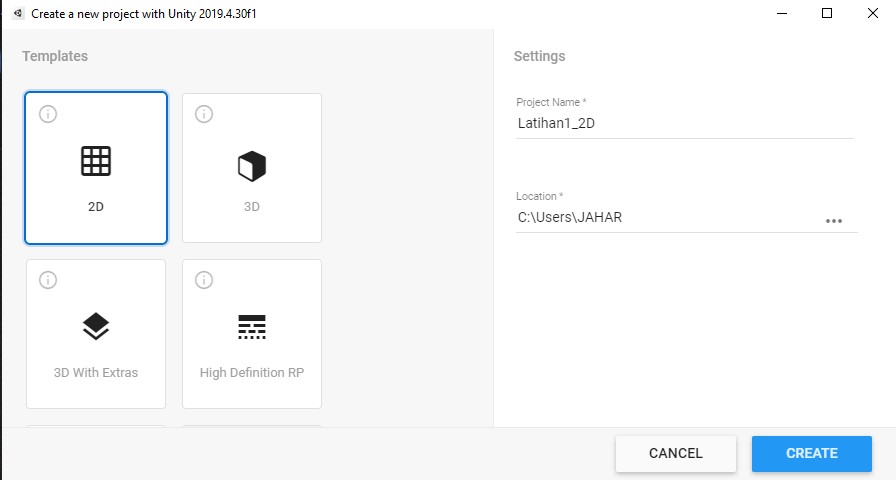 Create a new project with Unity 2019.4.30f1
Templates
2D
3D
3D With Extras
High Definition RP
Settings
Project Name *
Latihan1_2D
Location *
C:\Users\JAHAR
CANCEL
CREATE